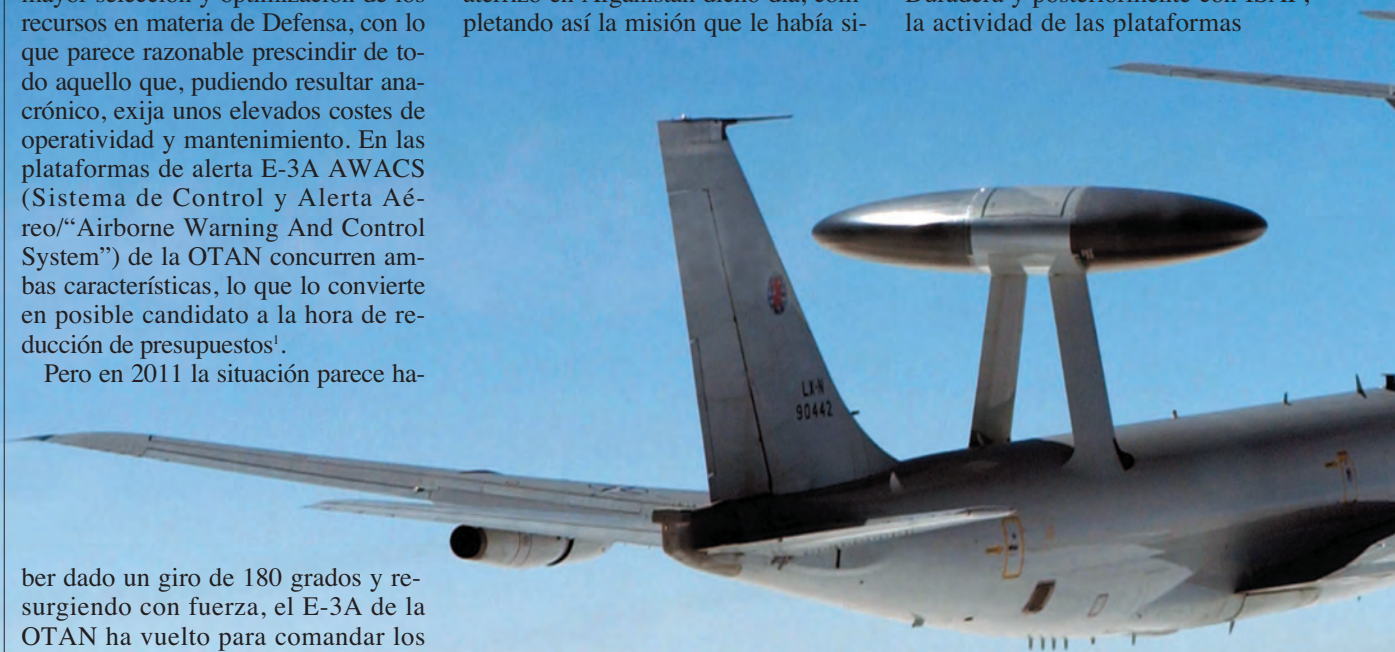 mayor selección y optimización de los
recursos en materia de Defensa, con lo
que parece razonable prescindir de to-
do aquello que, pudiendo resultar ana-
crónico, exija unos elevados costes de
operatividad y mantenimiento. En las
plataformas de alerta E-3A AWACS
(Sistema de Control y Alerta Aé-
reo/“Airborne Warning And Control
System”) de la OTAN concurren am-
bas características, lo que lo convierte
en posible candidato a la hora de re-
ducción de presupuestos¹.
Pero en 2011 la situación parece ha-
ber dado un giro de 180 grados y re-
surgiendo con fuerza, el E-3A de la
OTAN ha vuelto para comandar los
aterrizó en Afganistán dicho día, com-
pletando así la misión que le había si-
Duradera y posteriormente con ISAF,
la actividad de las plataformas
LX-N
90442